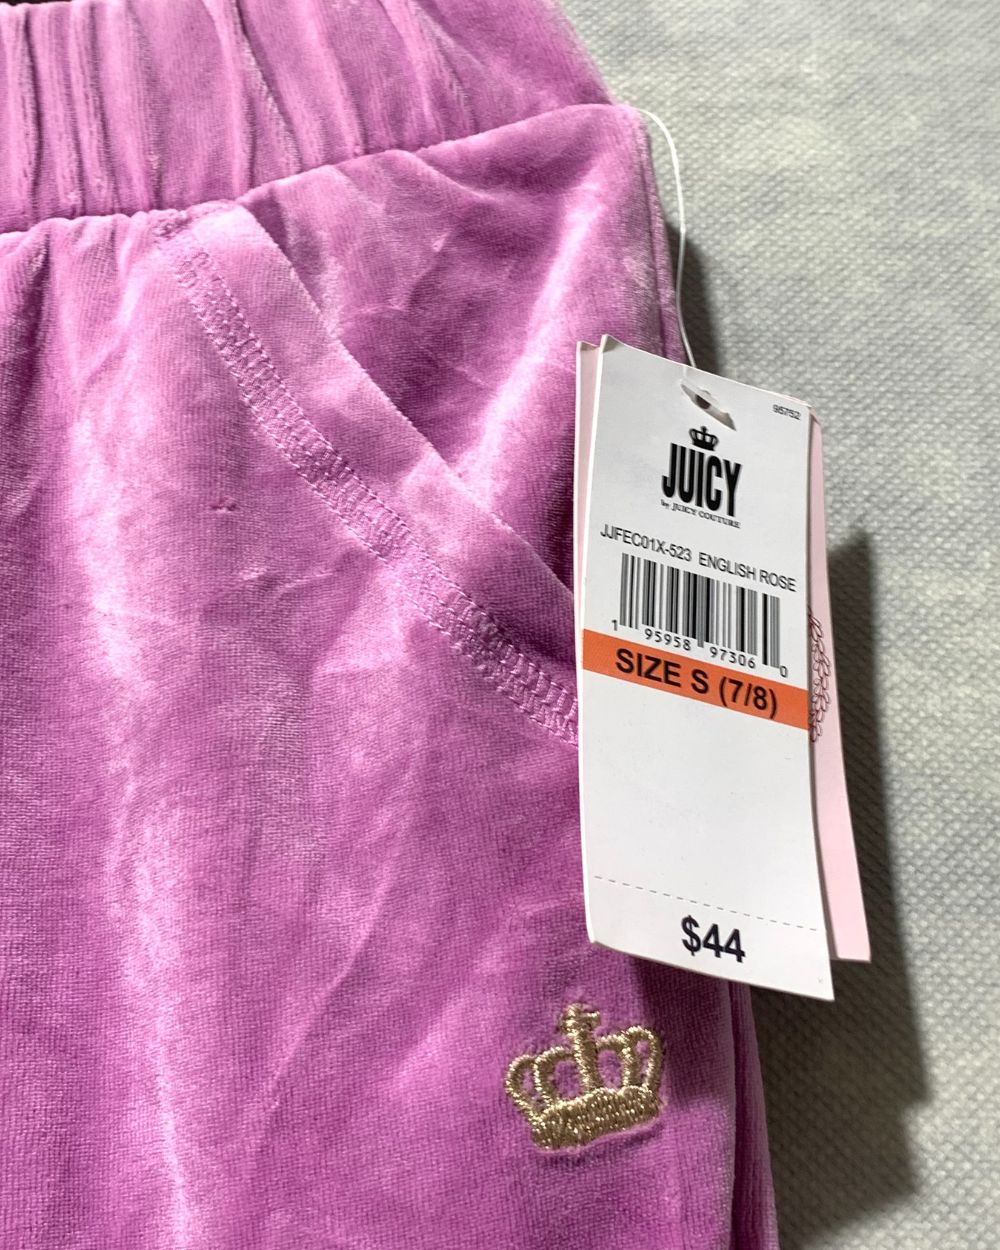 95752
JUICY
by JUICY COUTURE
JJFEC01X-523 ENGLISH ROSE
1 95958 97306 0
SIZE S (7/8)
$44